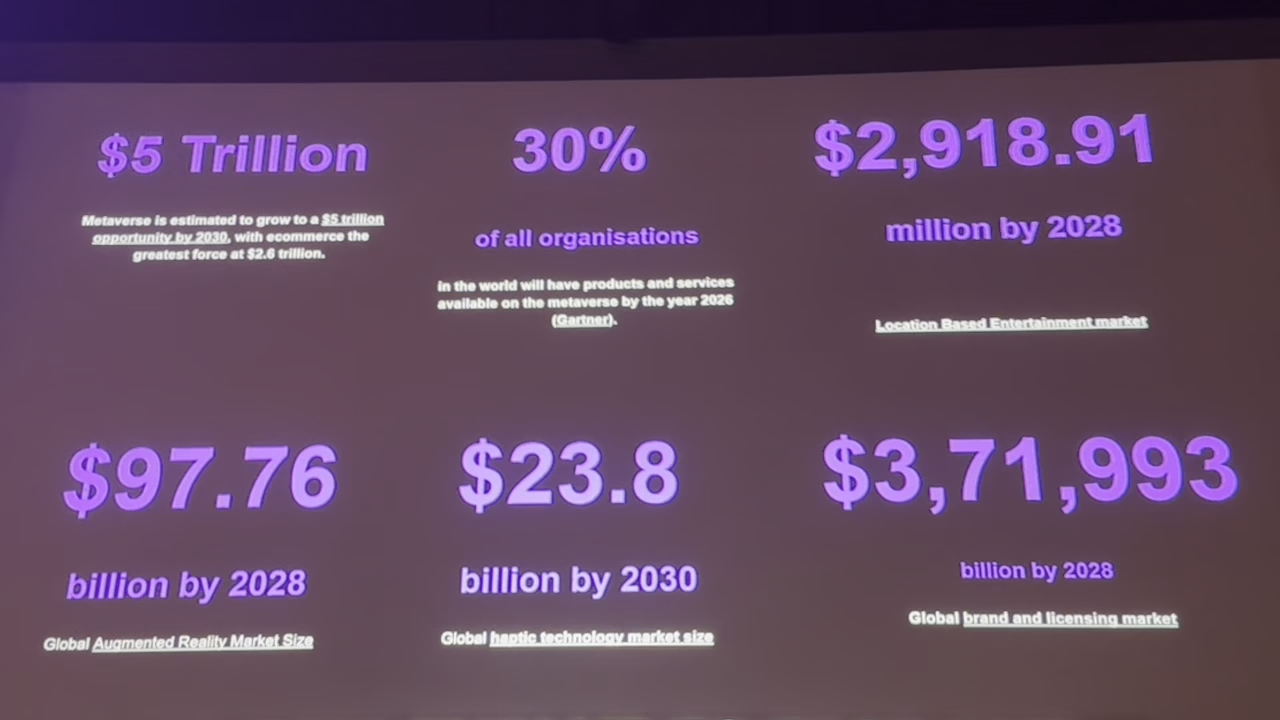 $5 Trillion
Metaverse is estimated to grow to a $5 trillion
opportunity by 2030, with ecommerce the
greatest force at $2.6 trillion.
30%
of all organisations
in the world will have products and services
available on the metaverse by the year 2026
(Gartner).
$2,918.91
million by 2028
Location Based Entertainment market
$97.76
billion by 2028
Global Augmented Reality Market Size
$23.8
billion by 2030
Global haptic technology market size
$3,71,993
billion by 2028
Global brand and licensing market